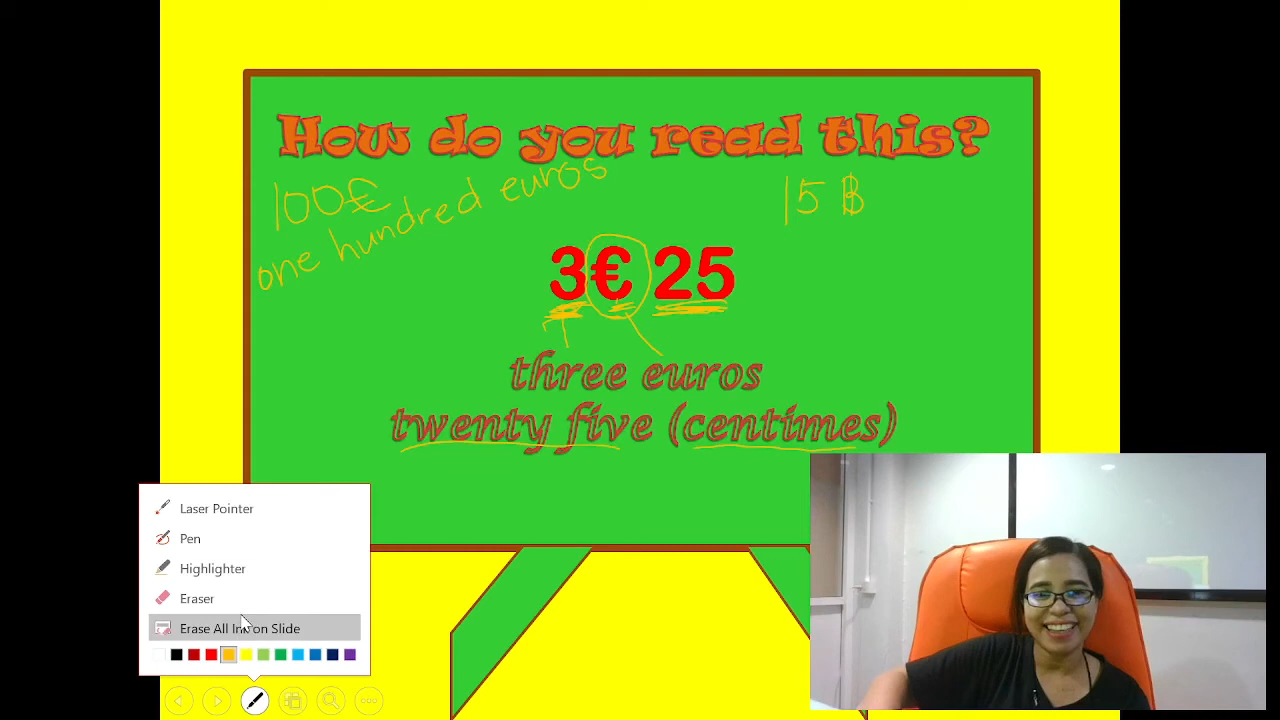 How do you read this?
100€
one hundred euros
15 ฿
3€ 25
three euros
twenty five (centimes)
Laser Pointer
Pen
Highlighter
Eraser
Erase All Ink on Slide